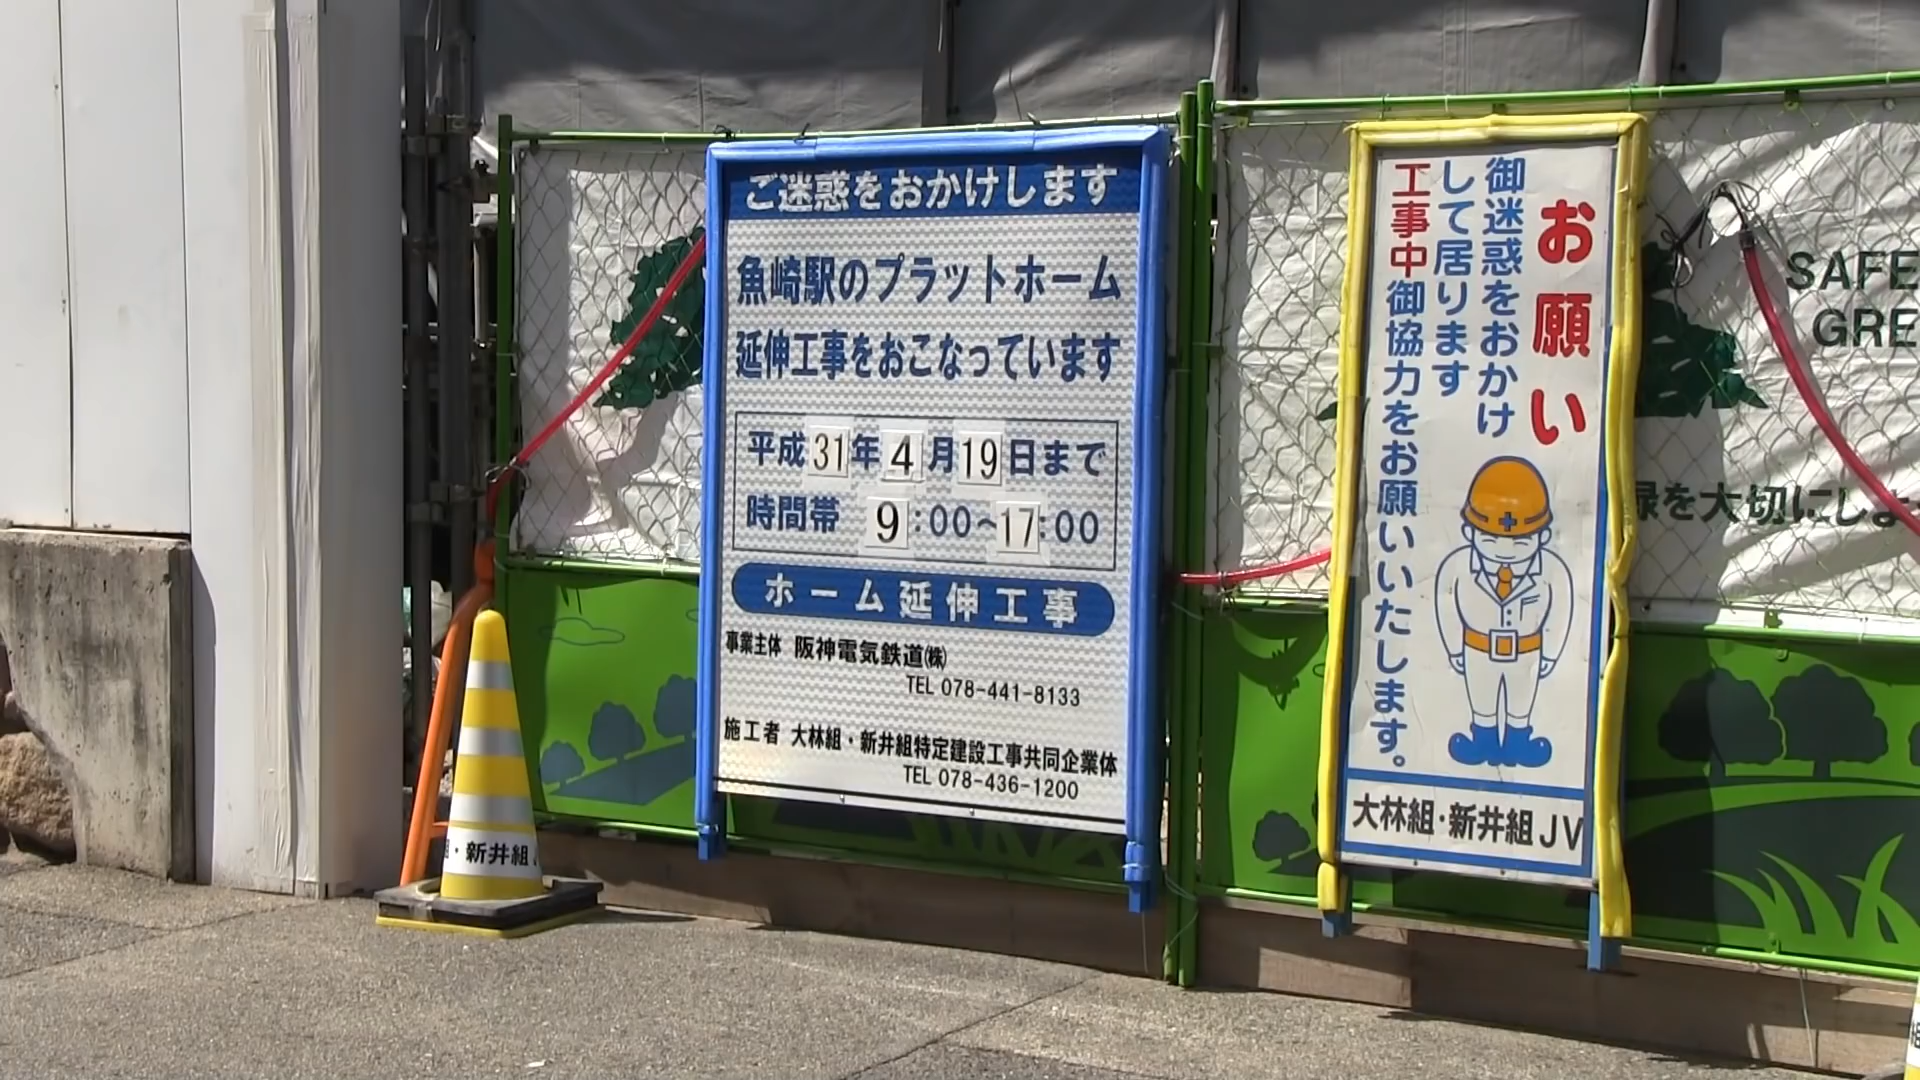 ご迷惑をおかけします
魚崎駅のプラットホーム
延伸工事をおこなっています
平成31年4月19日まで
時間帯 9:00~17:00
ホーム延伸工事
事業主体 阪神電気鉄道㈱
TEL 078-441-8133
施工者 大林組・新井組特定建設工事共同企業体
TEL 078-436-1200
お願い
御迷惑をおかけ
して居ります
工事中御協力をお願いいたします。
大林組・新井組JV
SAFE
GRE
緑を大切にしよ
組・新井組J